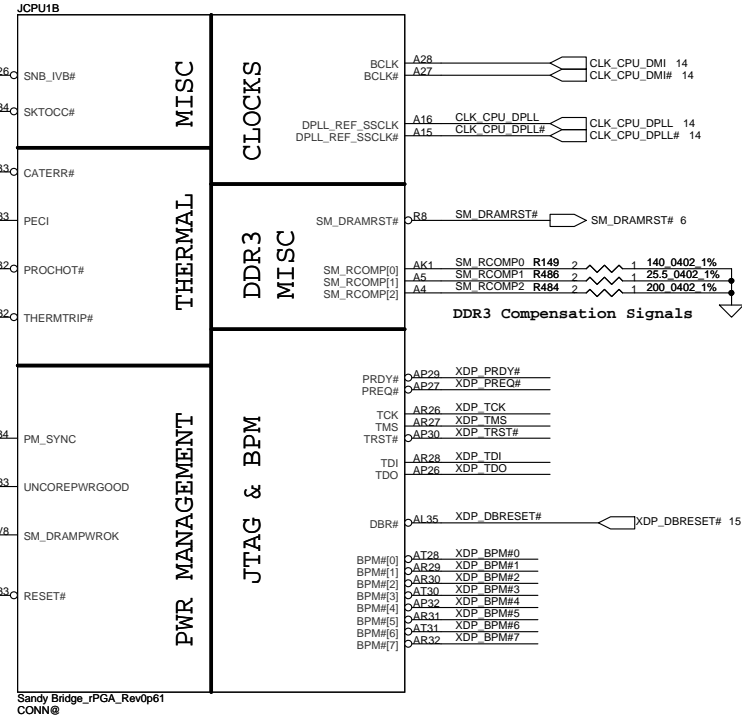 JCPU1B
SNB_IVB#
SKTOCC#
MISC
CATERR#
PECI
PROCHOT#
THERMTRIP#
THERMAL
PM_SYNC
UNCOREPWRGOOD
SM_DRAMPWROK
RESET#
PWR MANAGEMENT
CLOCKS
BCLK A28 CLK_CPU_DMI 14
BCLK# A27 CLK_CPU_DMI# 14
DPLL_REF_SSCLK A16 CLK_CPU_DPLL CLK_CPU_DPLL 14
DPLL_REF_SSCLK# A15 CLK_CPU_DPLL# CLK_CPU_DPLL# 14
DDR3
MISC
SM_DRAMRST# R8 SM_DRAMRST# SM_DRAMRST# 6
SM_RCOMP[0] AK1 SM_RCOMP0 R149 2 1 140_0402_1%
SM_RCOMP[1] A5 SM_RCOMP1 R486 2 1 25.5_0402_1%
SM_RCOMP[2] A4 SM_RCOMP2 R484 2 1 200_0402_1%
DDR3 Compensation Signals
JTAG & BPM
PRDY# AP29 XDP_PRDY#
PREQ# AP27 XDP_PREQ#
TCK AR26 XDP_TCK
TMS AR27 XDP_TMS
TRST# AP30 XDP_TRST#
TDI AR28 XDP_TDI
TDO AP26 XDP_TDO
DBR# AL35 XDP_DBRESET# XDP_DBRESET# 15
BPM#[0] AT28 XDP_BPM#0
BPM#[1] AR29 XDP_BPM#1
BPM#[2] AR30 XDP_BPM#2
BPM#[3] AT30 XDP_BPM#3
BPM#[4] AP32 XDP_BPM#4
BPM#[5] AR31 XDP_BPM#5
BPM#[6] AT31 XDP_BPM#6
BPM#[7] AR32 XDP_BPM#7
Sandy Bridge_rPGA_Rev0p61
CONN@